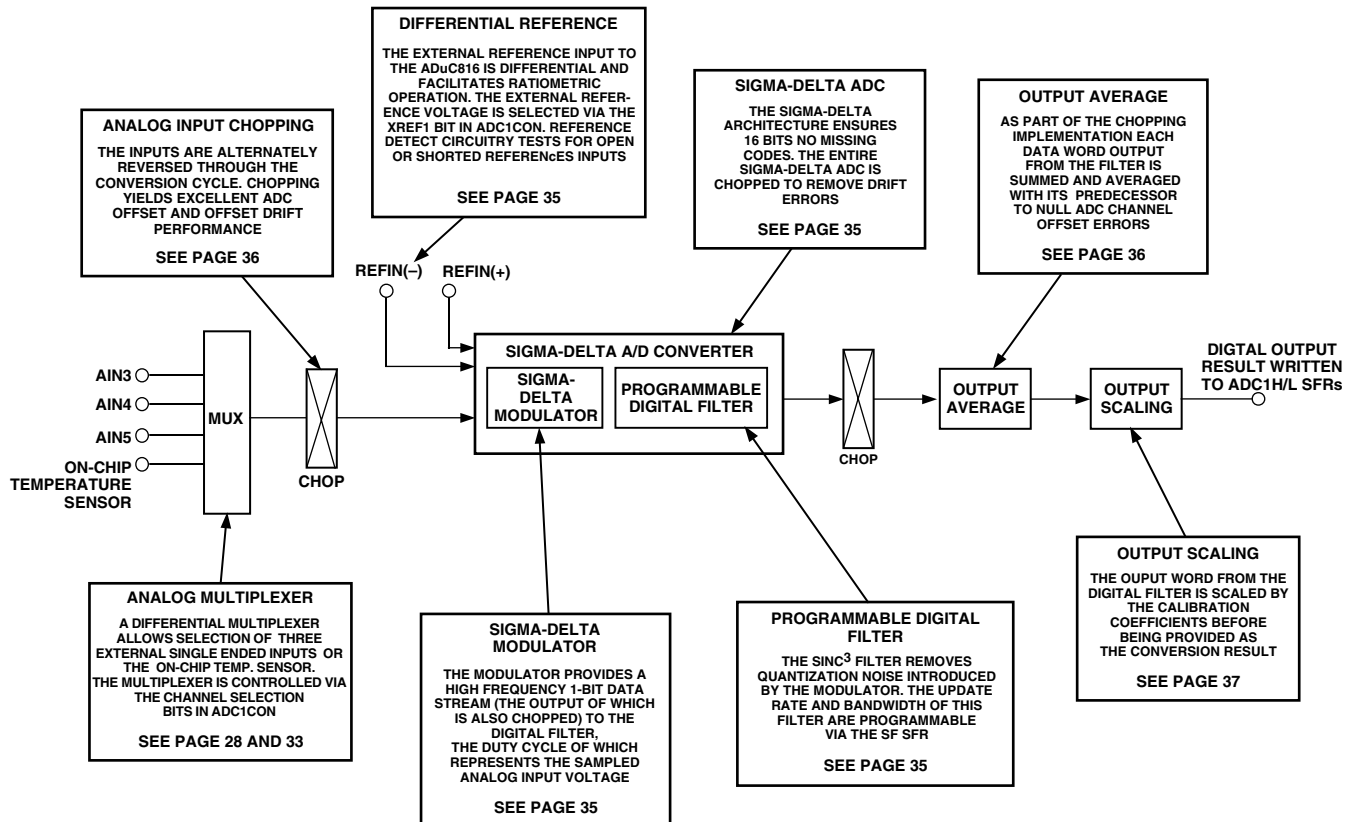 DIFFERENTIAL REFERENCE
THE EXTERNAL REFERENCE INPUT TO
THE ADuC816 IS DIFFERENTIAL AND
FACILITATES RATIOMETRIC
OPERATION. THE EXTERNAL REFER-
ENCE VOLTAGE IS SELECTED VIA THE
XREF1 BIT IN ADC1CON. REFERENCE
DETECT CIRCUITRY TESTS FOR OPEN
OR SHORTED REFERENcES INPUTS
SEE PAGE 35
SIGMA-DELTA ADC
THE SIGMA-DELTA
ARCHITECTURE ENSURES
16 BITS NO MISSING
CODES. THE ENTIRE
SIGMA-DELTA ADC IS
CHOPPED TO REMOVE DRIFT
ERRORS
SEE PAGE 35
OUTPUT AVERAGE
AS PART OF THE CHOPPING
IMPLEMENTATION EACH
DATA WORD OUTPUT
FROM THE FILTER IS
SUMMED AND AVERAGED
WITH ITS PREDECESSOR
TO NULL ADC CHANNEL
OFFSET ERRORS
SEE PAGE 36
ANALOG INPUT CHOPPING
THE INPUTS ARE ALTERNATELY
REVERSED THROUGH THE
CONVERSION CYCLE. CHOPPING
YIELDS EXCELLENT ADC
OFFSET AND OFFSET DRIFT
PERFORMANCE
SEE PAGE 36
REFIN(–) REFIN(+)
AIN3
AIN4
AIN5
ON-CHIP
TEMPERATURE
SENSOR
MUX
CHOP
SIGMA-DELTA A/D CONVERTER
SIGMA-
DELTA
MODULATOR
PROGRAMMABLE
DIGITAL FILTER
CHOP
OUTPUT
AVERAGE
OUTPUT
SCALING
DIGTAL OUTPUT
RESULT WRITTEN
TO ADC1H/L SFRs
ANALOG MULTIPLEXER
A DIFFERENTIAL MULTIPLEXER
ALLOWS SELECTION OF THREE
EXTERNAL SINGLE ENDED INPUTS OR
THE ON-CHIP TEMP. SENSOR.
THE MULTIPLEXER IS CONTROLLED VIA
THE CHANNEL SELECTION
BITS IN ADC1CON
SEE PAGE 28 AND 33
SIGMA-DELTA
MODULATOR
THE MODULATOR PROVIDES A
HIGH FREQUENCY 1-BIT DATA
STREAM (THE OUTPUT OF WHICH
IS ALSO CHOPPED) TO THE
DIGITAL FILTER,
THE DUTY CYCLE OF WHICH
REPRESENTS THE SAMPLED
ANALOG INPUT VOLTAGE
SEE PAGE 35
PROGRAMMABLE DIGITAL
FILTER
THE SINC³ FILTER REMOVES
QUANTIZATION NOISE INTRODUCED
BY THE MODULATOR. THE UPDATE
RATE AND BANDWIDTH OF THIS
FILTER ARE PROGRAMMABLE
VIA THE SF SFR
SEE PAGE 35
OUTPUT SCALING
THE OUPUT WORD FROM THE
DIGITAL FILTER IS SCALED BY
THE CALIBRATION
COEFFICIENTS BEFORE
BEING PROVIDED AS
THE CONVERSION RESULT
SEE PAGE 37